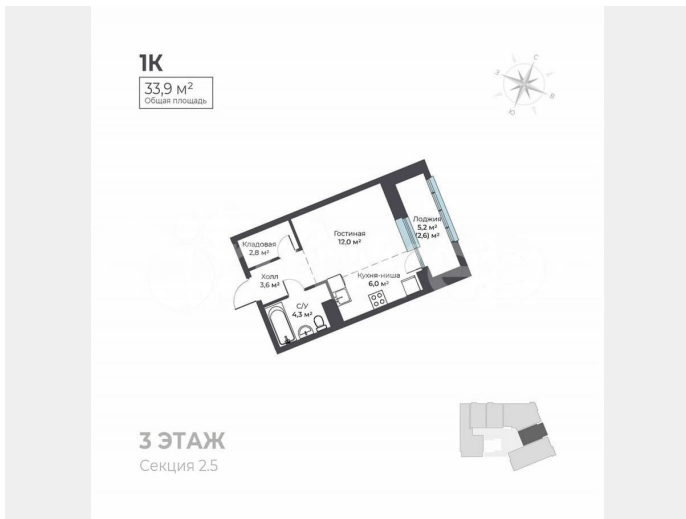 1К
33,9 м²
Общая площадь
С
З
В
Ю
Лоджия
5,2 м²
(2,6) м²
Гостиная
12,0 м²
Кладовая
2,8 м²
Кухня-ниша
6,0 м²
Холл
3,6 м²
С/У
4,3 м²
3 ЭТАЖ
Секция 2.5